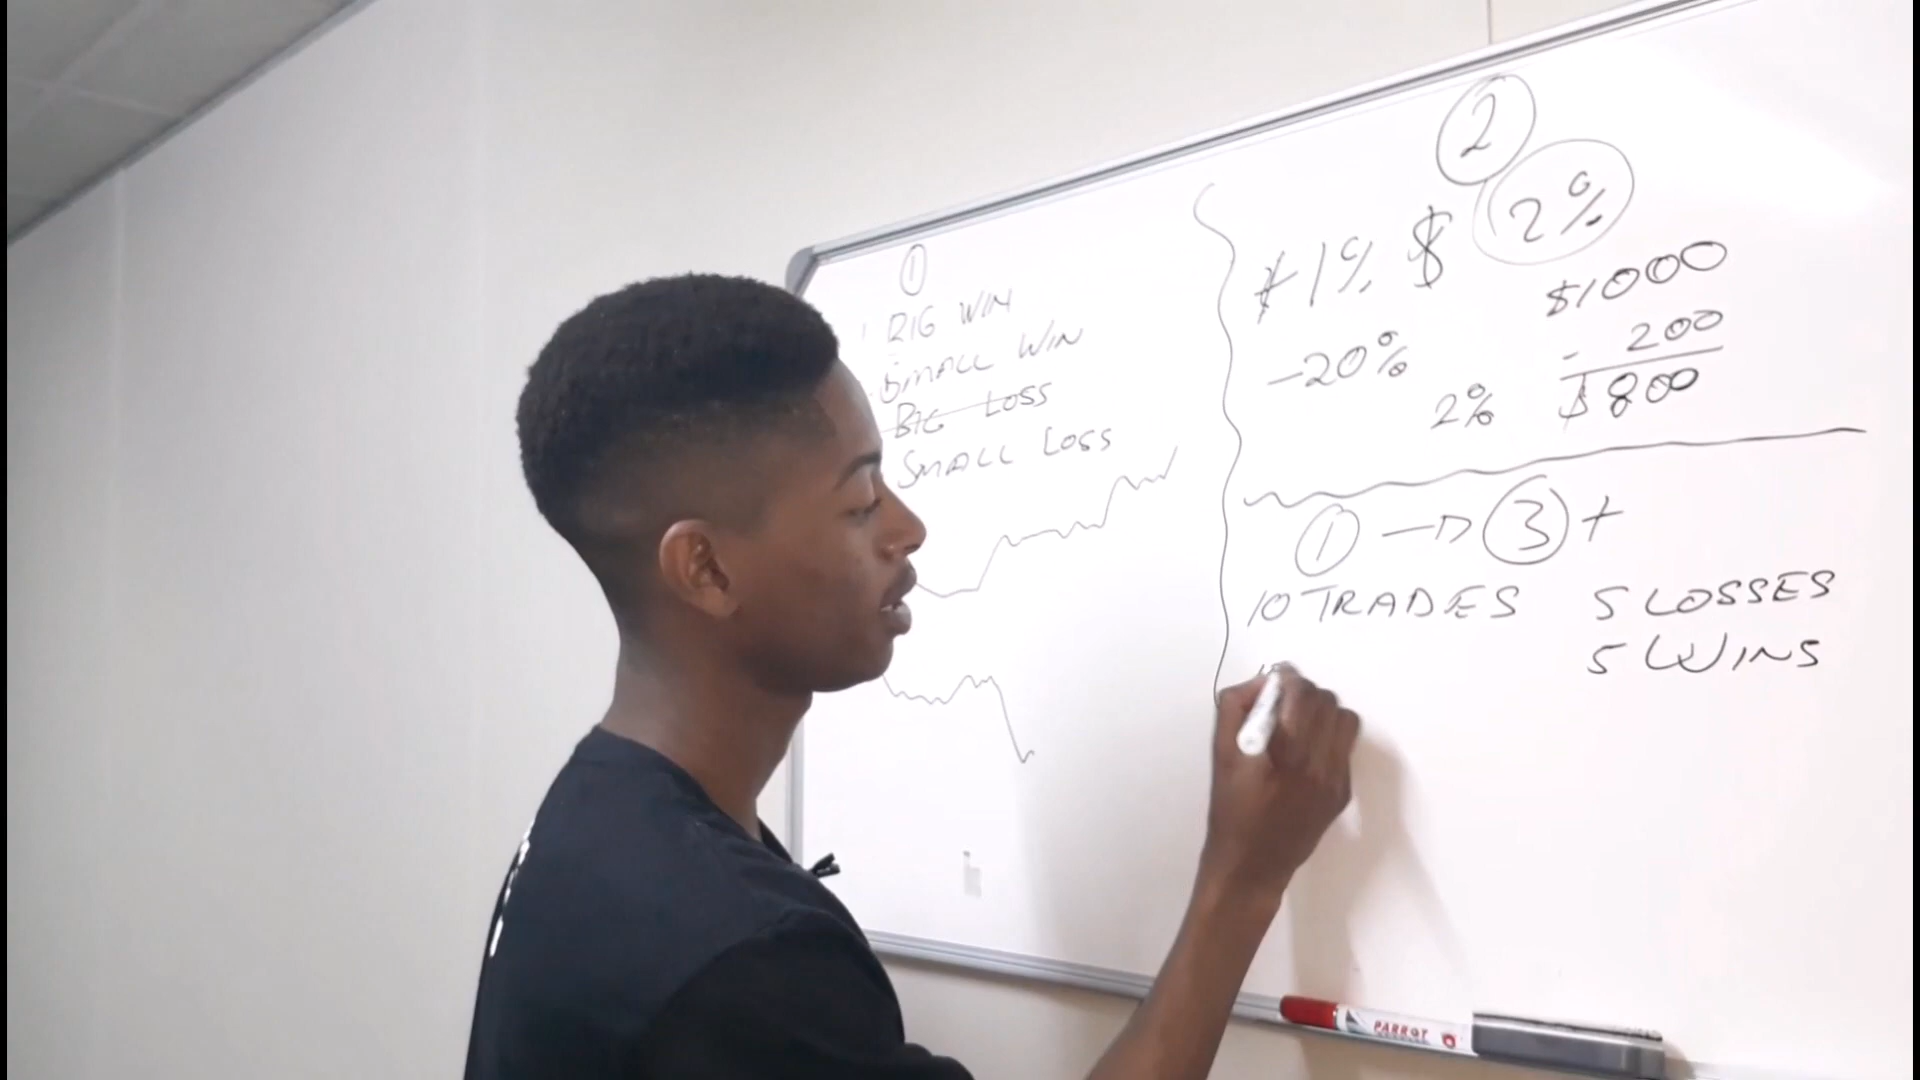 1
BIG WIN
SMALL WIN
BIG LOSS
SMALL LOSS
2
1% $ 2%
-20%
2%
$1000
- 200
$800
1 → 3 +
10 TRADES 5 LOSSES
5 WINS
PARROT